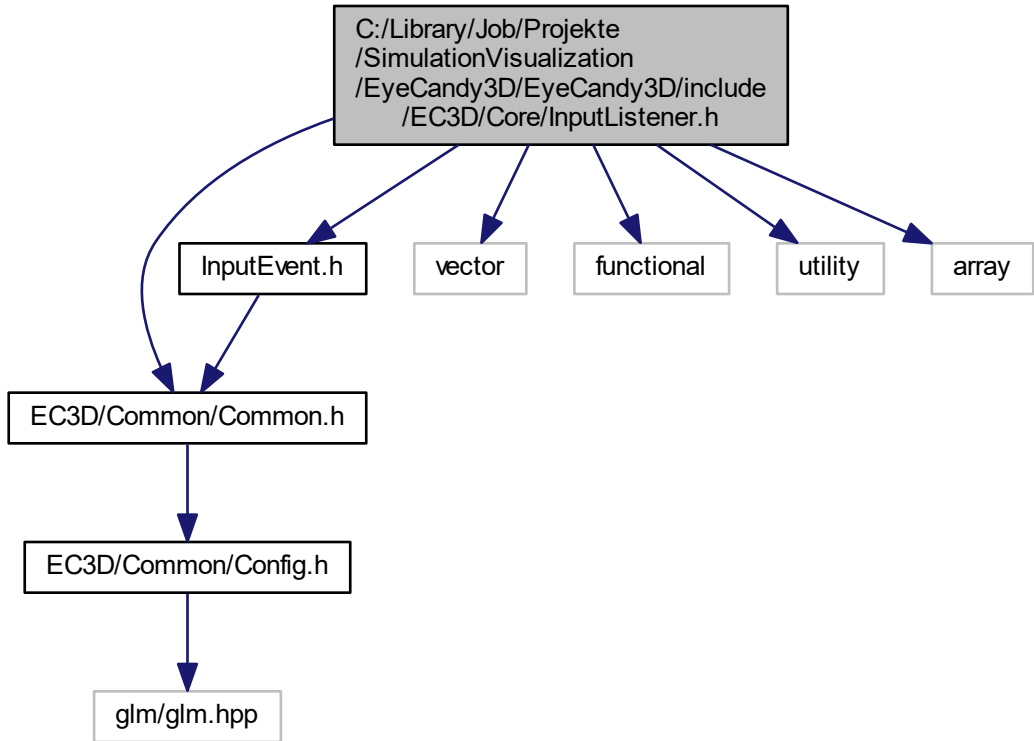 C:/Library/Job/Projekte
/SimulationVisualization
/EyeCandy3D/EyeCandy3D/include
/EC3D/Core/InputListener.h
InputEvent.h
vector
functional
utility
array
EC3D/Common/Common.h
EC3D/Common/Config.h
glm/glm.hpp